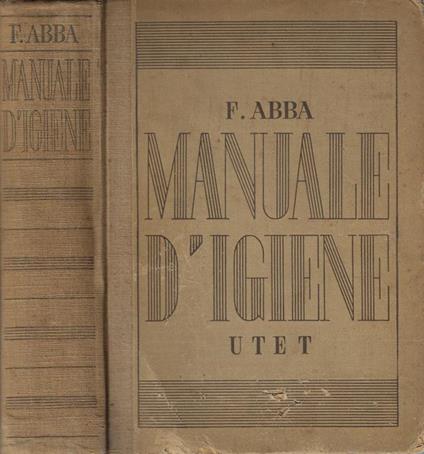 F. ABBA
MANUALE
D'IGIENE
F. ABBA
MANUALE
D'IGIENE
UTET